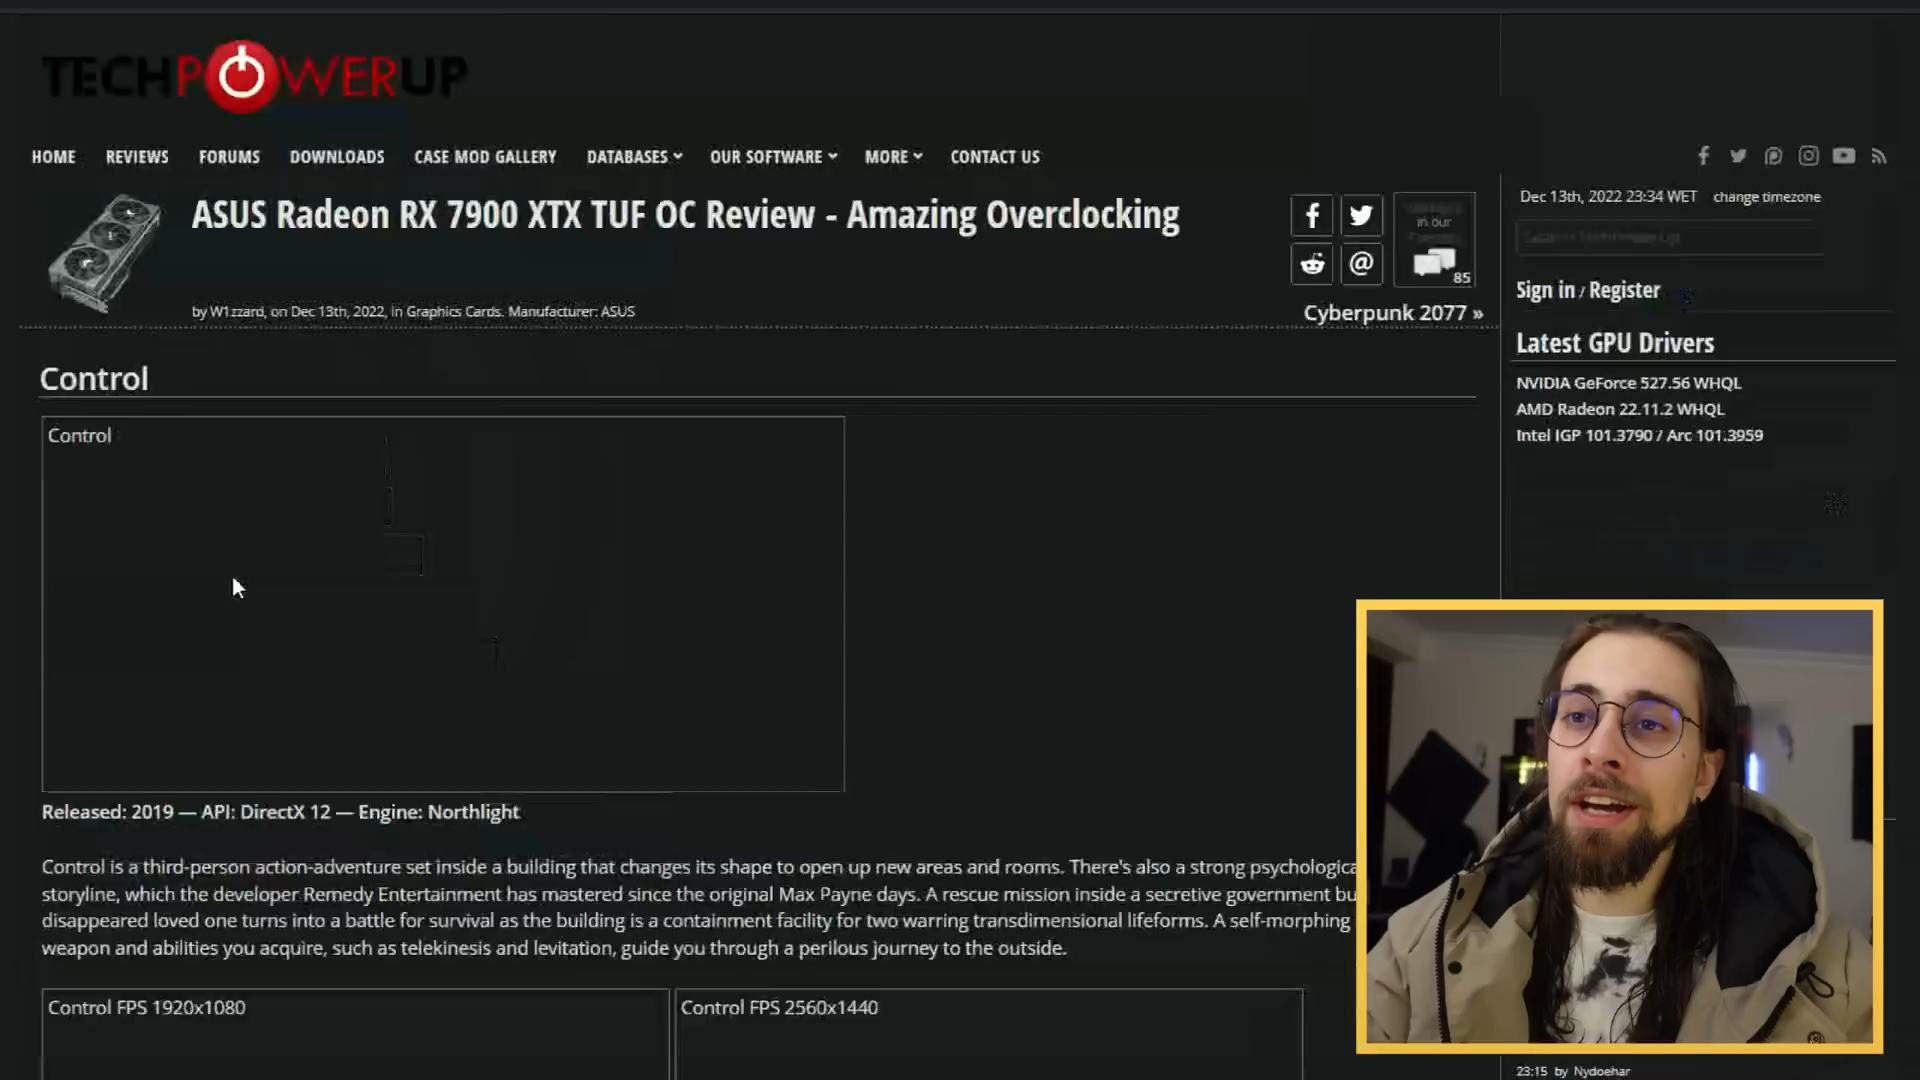 TECHPOWERUP
HOME REVIEWS FORUMS DOWNLOADS CASE MOD GALLERY DATABASES OUR SOFTWARE MORE CONTACT US
ASUS Radeon RX 7900 XTX TUF OC Review - Amazing Overclocking
in our
85
by W1zzard, on Dec 13th, 2022, in Graphics Cards. Manufacturer: ASUS
Cyberpunk 2077 »
Dec 13th, 2022 23:34 WET change timezone
Sign in / Register
Latest GPU Drivers
NVIDIA GeForce 527.56 WHQL
AMD Radeon 22.11.2 WHQL
Intel IGP 101.3790 / Arc 101.3959
Control
Control
Released: 2019 — API: DirectX 12 — Engine: Northlight
Control is a third-person action-adventure set inside a building that changes its shape to open up new areas and rooms. There's also a strong psychologica
storyline, which the developer Remedy Entertainment has mastered since the original Max Payne days. A rescue mission inside a secretive government bu
disappeared loved one turns into a battle for survival as the building is a containment facility for two warring transdimensional lifeforms. A self-morphing
weapon and abilities you acquire, such as telekinesis and levitation, guide you through a perilous journey to the outside.
Control FPS 1920x1080
Control FPS 2560x1440
23:15 by Nydoehar